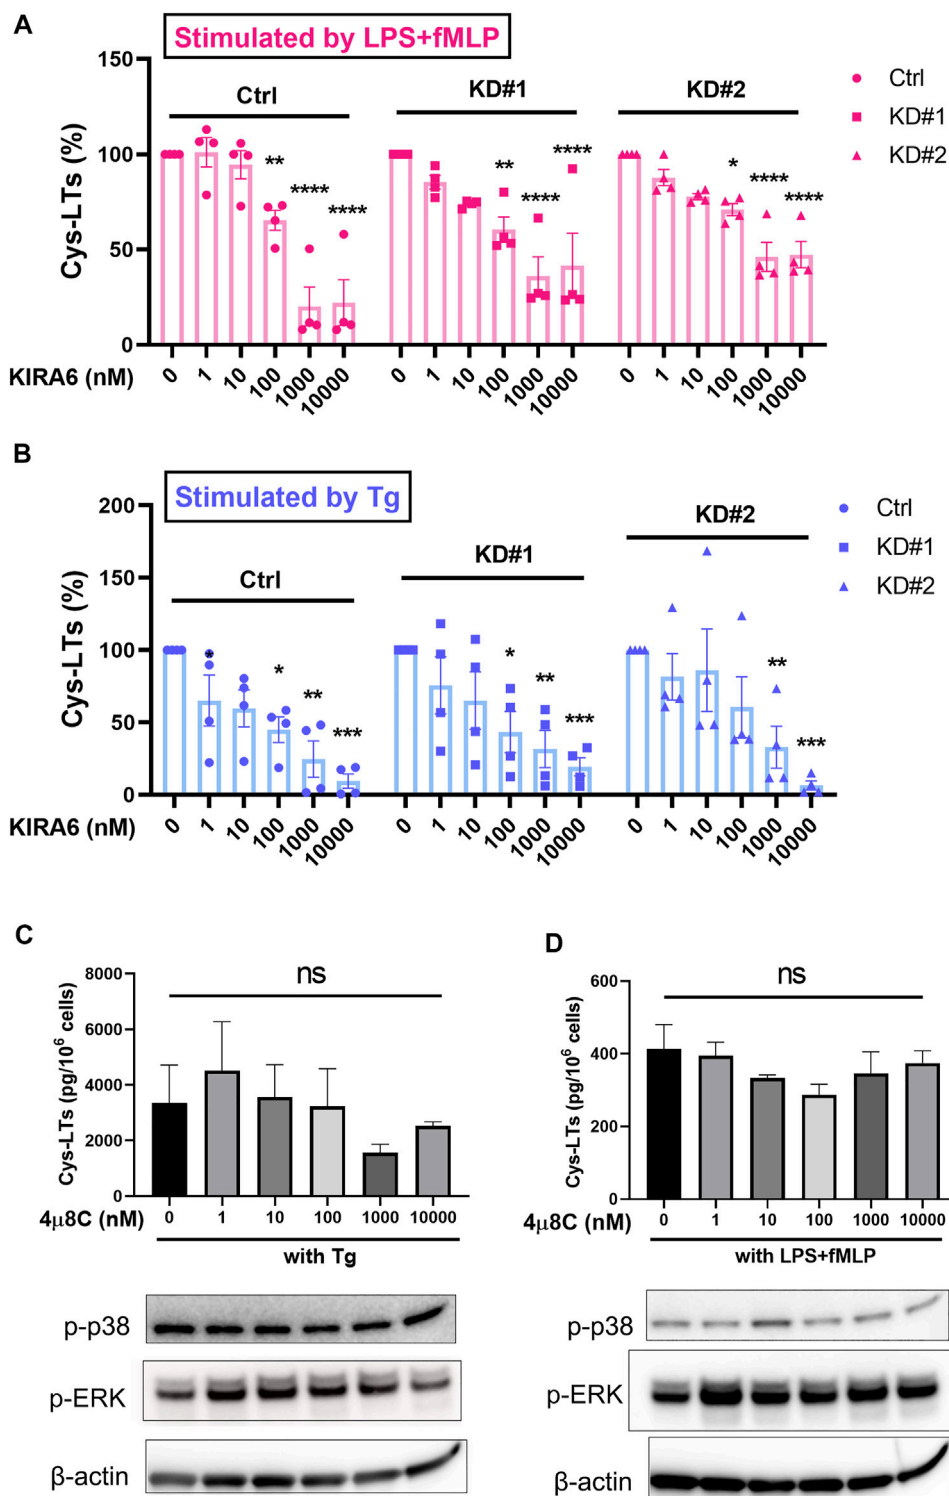 A
Stimulated by LPS+fMLP
Cys-LTs (%)
150
100
50
0
Ctrl
KD#1
KD#2
** **** ****
** **** ****
* **** ****
Ctrl
KD#1
KD#2
KIRA6 (nM)
0 1 10 100 1000 10000 0 1 10 100 1000 10000 0 1 10 100 1000 10000
B
Stimulated by Tg
Cys-LTs (%)
200
150
100
50
0
Ctrl
KD#1
KD#2
* * ** ***
* ** ***
** ***
Ctrl
KD#1
KD#2
KIRA6 (nM)
0 1 10 100 1000 10000 0 1 10 100 1000 10000 0 1 10 100 1000 10000
C
Cys-LTs (pg/10⁶ cells)
8000
6000
4000
2000
0
ns
4μ8C (nM)
0 1 10 100 1000 10000
with Tg
p-p38
p-ERK
β-actin
D
Cys-LTs (pg/10⁶ cells)
600
400
200
0
ns
4μ8C (nM)
0 1 10 100 1000 10000
with LPS+fMLP
p-p38
p-ERK
β-actin